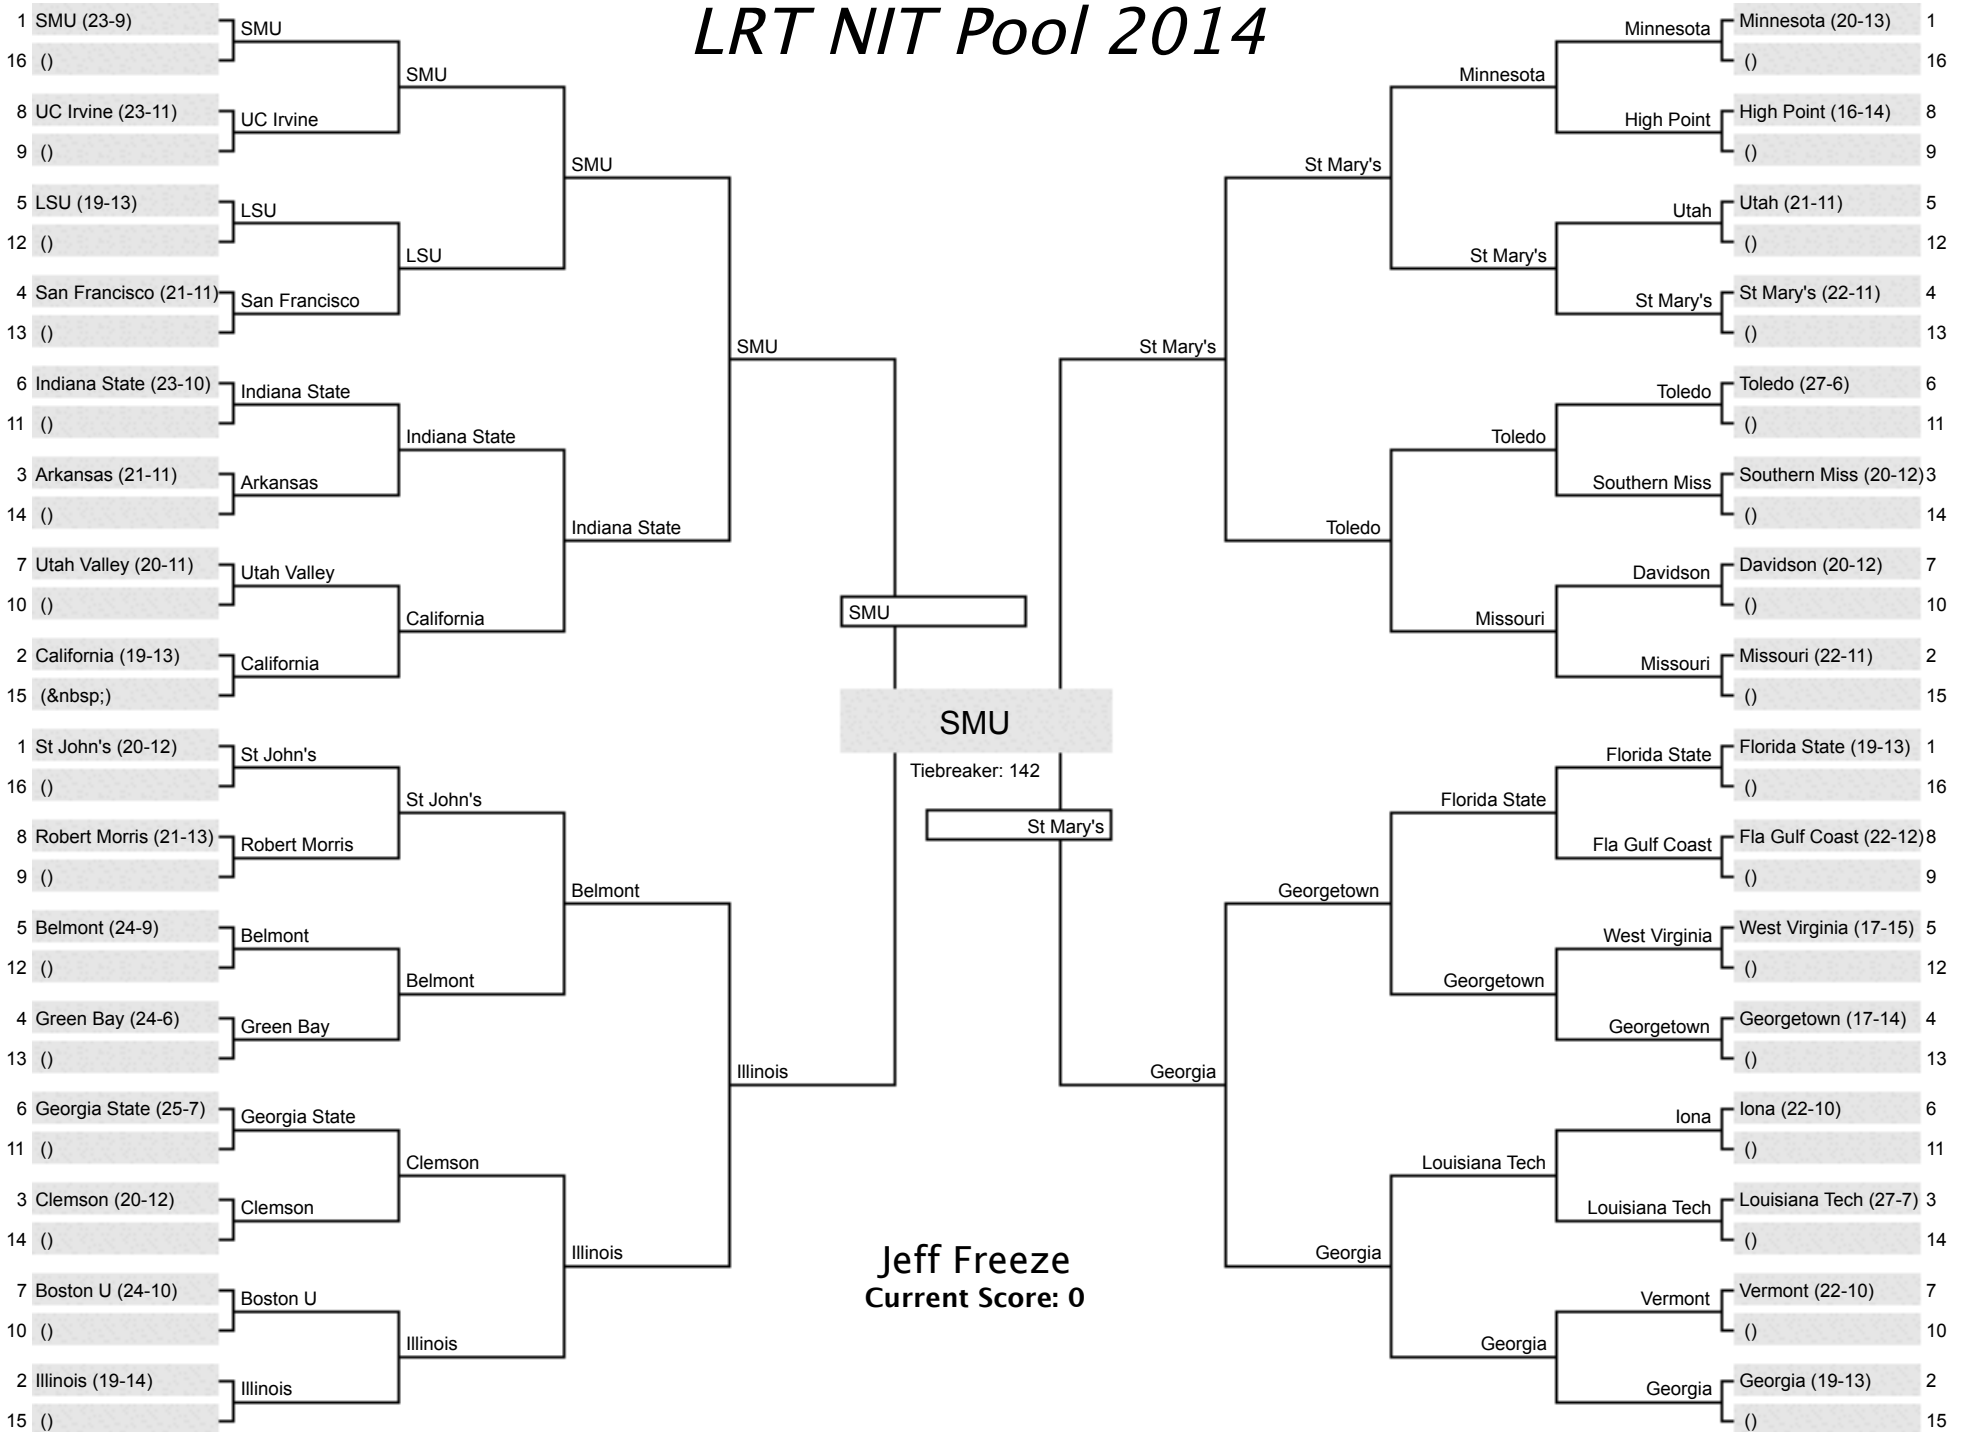 LRT NIT Pool 2014
1 SMU (23-9)
16 ()
8 UC Irvine (23-11)
9 ()
5 LSU (19-13)
12 ()
4 San Francisco (21-11)
13 ()
6 Indiana State (23-10)
11 ()
3 Arkansas (21-11)
14 ()
7 Utah Valley (20-11)
10 ()
2 California (19-13)
15 (&nbsp;)
1 St John's (20-12)
16 ()
8 Robert Morris (21-13)
9 ()
5 Belmont (24-9)
12 ()
4 Green Bay (24-6)
13 ()
6 Georgia State (25-7)
11 ()
3 Clemson (20-12)
14 ()
7 Boston U (24-10)
10 ()
2 Illinois (19-14)
15 ()
SMU
UC Irvine
LSU
San Francisco
Indiana State
Arkansas
Utah Valley
California
St John's
Robert Morris
Belmont
Green Bay
Georgia State
Clemson
Boston U
Illinois
SMU
LSU
Indiana State
California
St John's
Belmont
Clemson
Illinois
SMU
Indiana State
Belmont
Illinois
SMU
Illinois
SMU
SMU
Tiebreaker: 142
St Mary's
Jeff Freeze
Current Score: 0
St Mary's
Georgia
St Mary's
Toledo
Georgetown
Georgia
Minnesota
St Mary's
Toledo
Missouri
Florida State
Georgetown
Louisiana Tech
Georgia
Minnesota
High Point
Utah
St Mary's
Toledo
Southern Miss
Davidson
Missouri
Florida State
Fla Gulf Coast
West Virginia
Georgetown
Iona
Louisiana Tech
Vermont
Georgia
Minnesota (20-13) 1
() 16
High Point (16-14) 8
() 9
Utah (21-11) 5
() 12
St Mary's (22-11) 4
() 13
Toledo (27-6) 6
() 11
Southern Miss (20-12) 3
() 14
Davidson (20-12) 7
() 10
Missouri (22-11) 2
() 15
Florida State (19-13) 1
() 16
Fla Gulf Coast (22-12) 8
() 9
West Virginia (17-15) 5
() 12
Georgetown (17-14) 4
() 13
Iona (22-10) 6
() 11
Louisiana Tech (27-7) 3
() 14
Vermont (22-10) 7
() 10
Georgia (19-13) 2
() 15